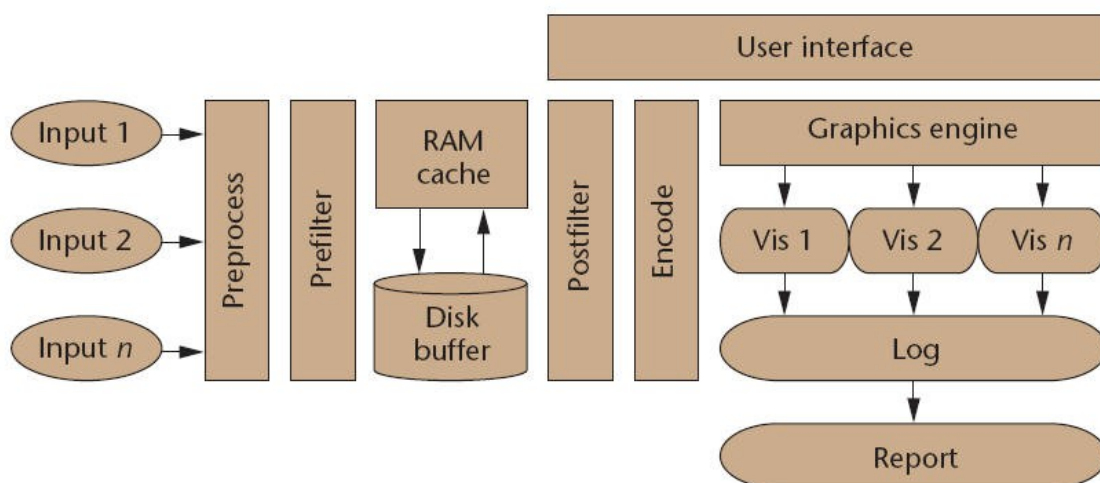 User interface
Input 1
Input 2
Input n
Preprocess
Prefilter
RAM
cache
Disk
buffer
Postfilter
Encode
Graphics engine
Vis 1
Vis 2
Vis n
Log
Report